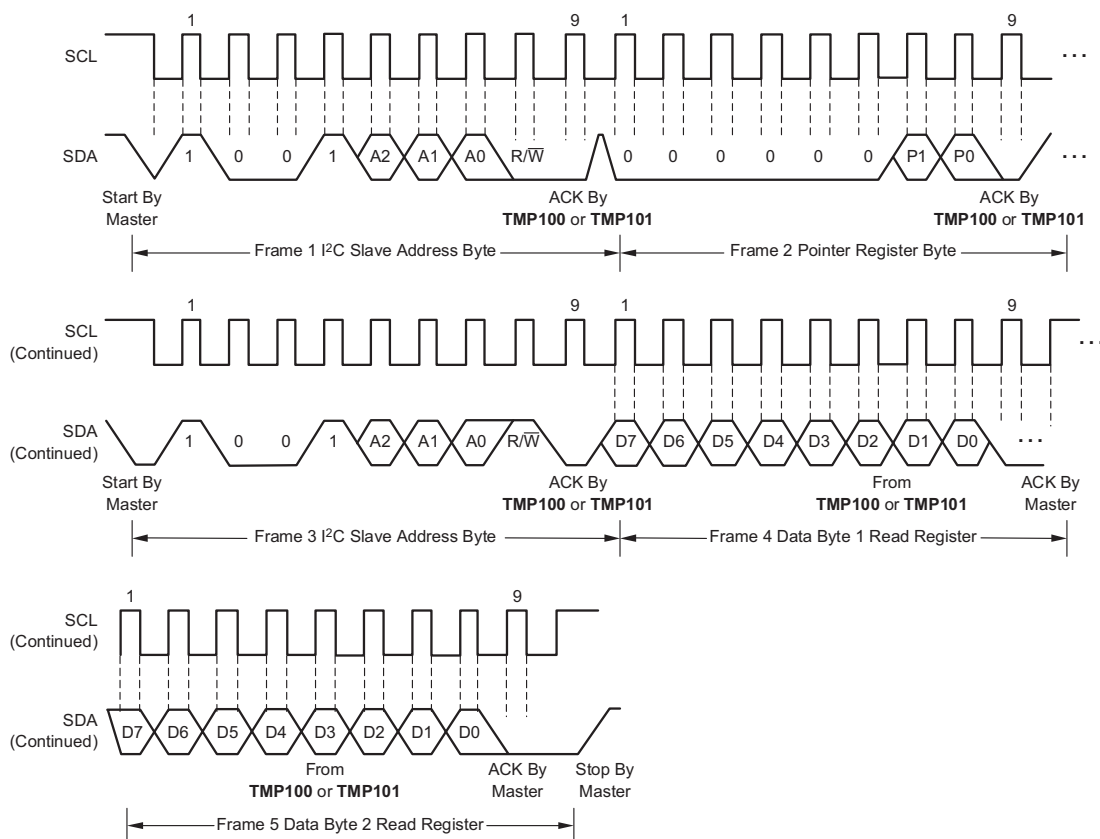 1 9 1 9
SCL ...
SDA 1 0 0 1 A2 A1 A0 R/W̅ 0 0 0 0 0 0 P1 P0 ...
Start By
Master
ACK By
TMP100 or TMP101
ACK By
TMP100 or TMP101
Frame 1 I²C Slave Address Byte
Frame 2 Pointer Register Byte
1 9 1 9
SCL
(Continued)
...
SDA
(Continued)
1 0 0 1 A2 A1 A0 R/W̅ D7 D6 D5 D4 D3 D2 D1 D0 ...
Start By
Master
ACK By
TMP100 or TMP101
From
TMP100 or TMP101
ACK By
Master
Frame 3 I²C Slave Address Byte
Frame 4 Data Byte 1 Read Register
1 9
SCL
(Continued)
SDA
(Continued)
D7 D6 D5 D4 D3 D2 D1 D0
From
TMP100 or TMP101
ACK By
Master
Stop By
Master
Frame 5 Data Byte 2 Read Register